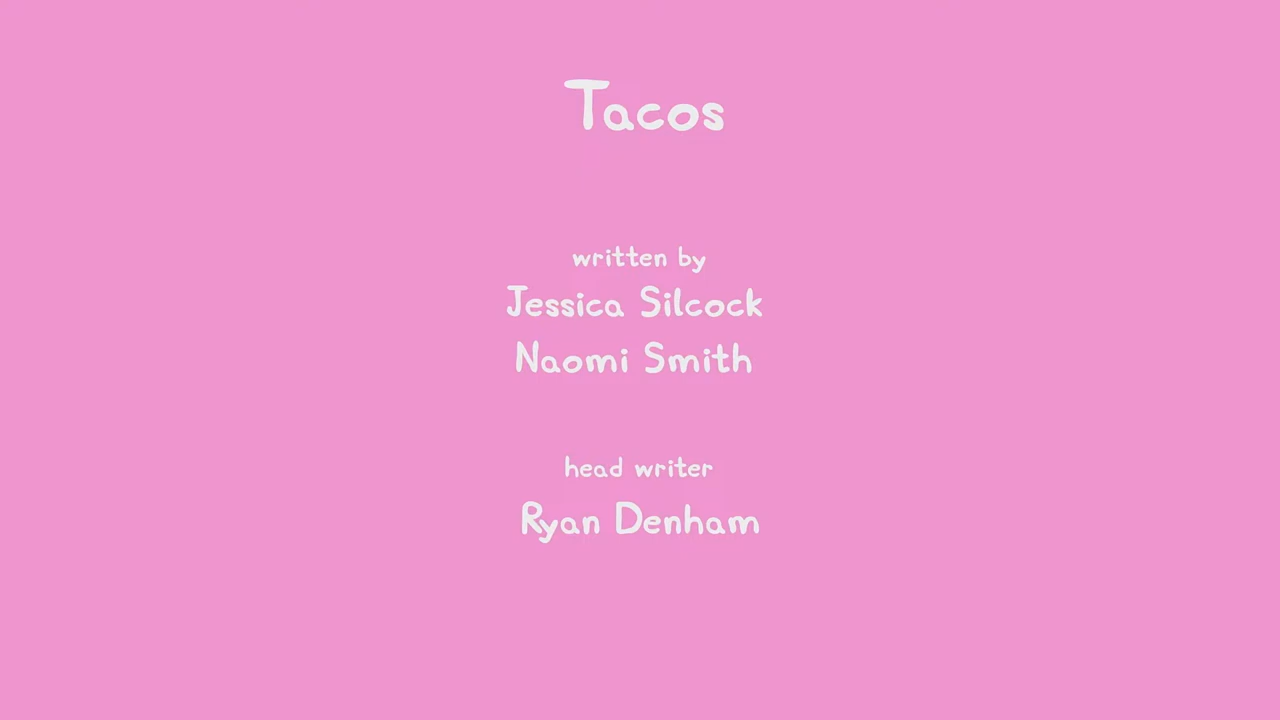 Tacos
written by
Jessica Silcock
Naomi Smith
head writer
Ryan Denham